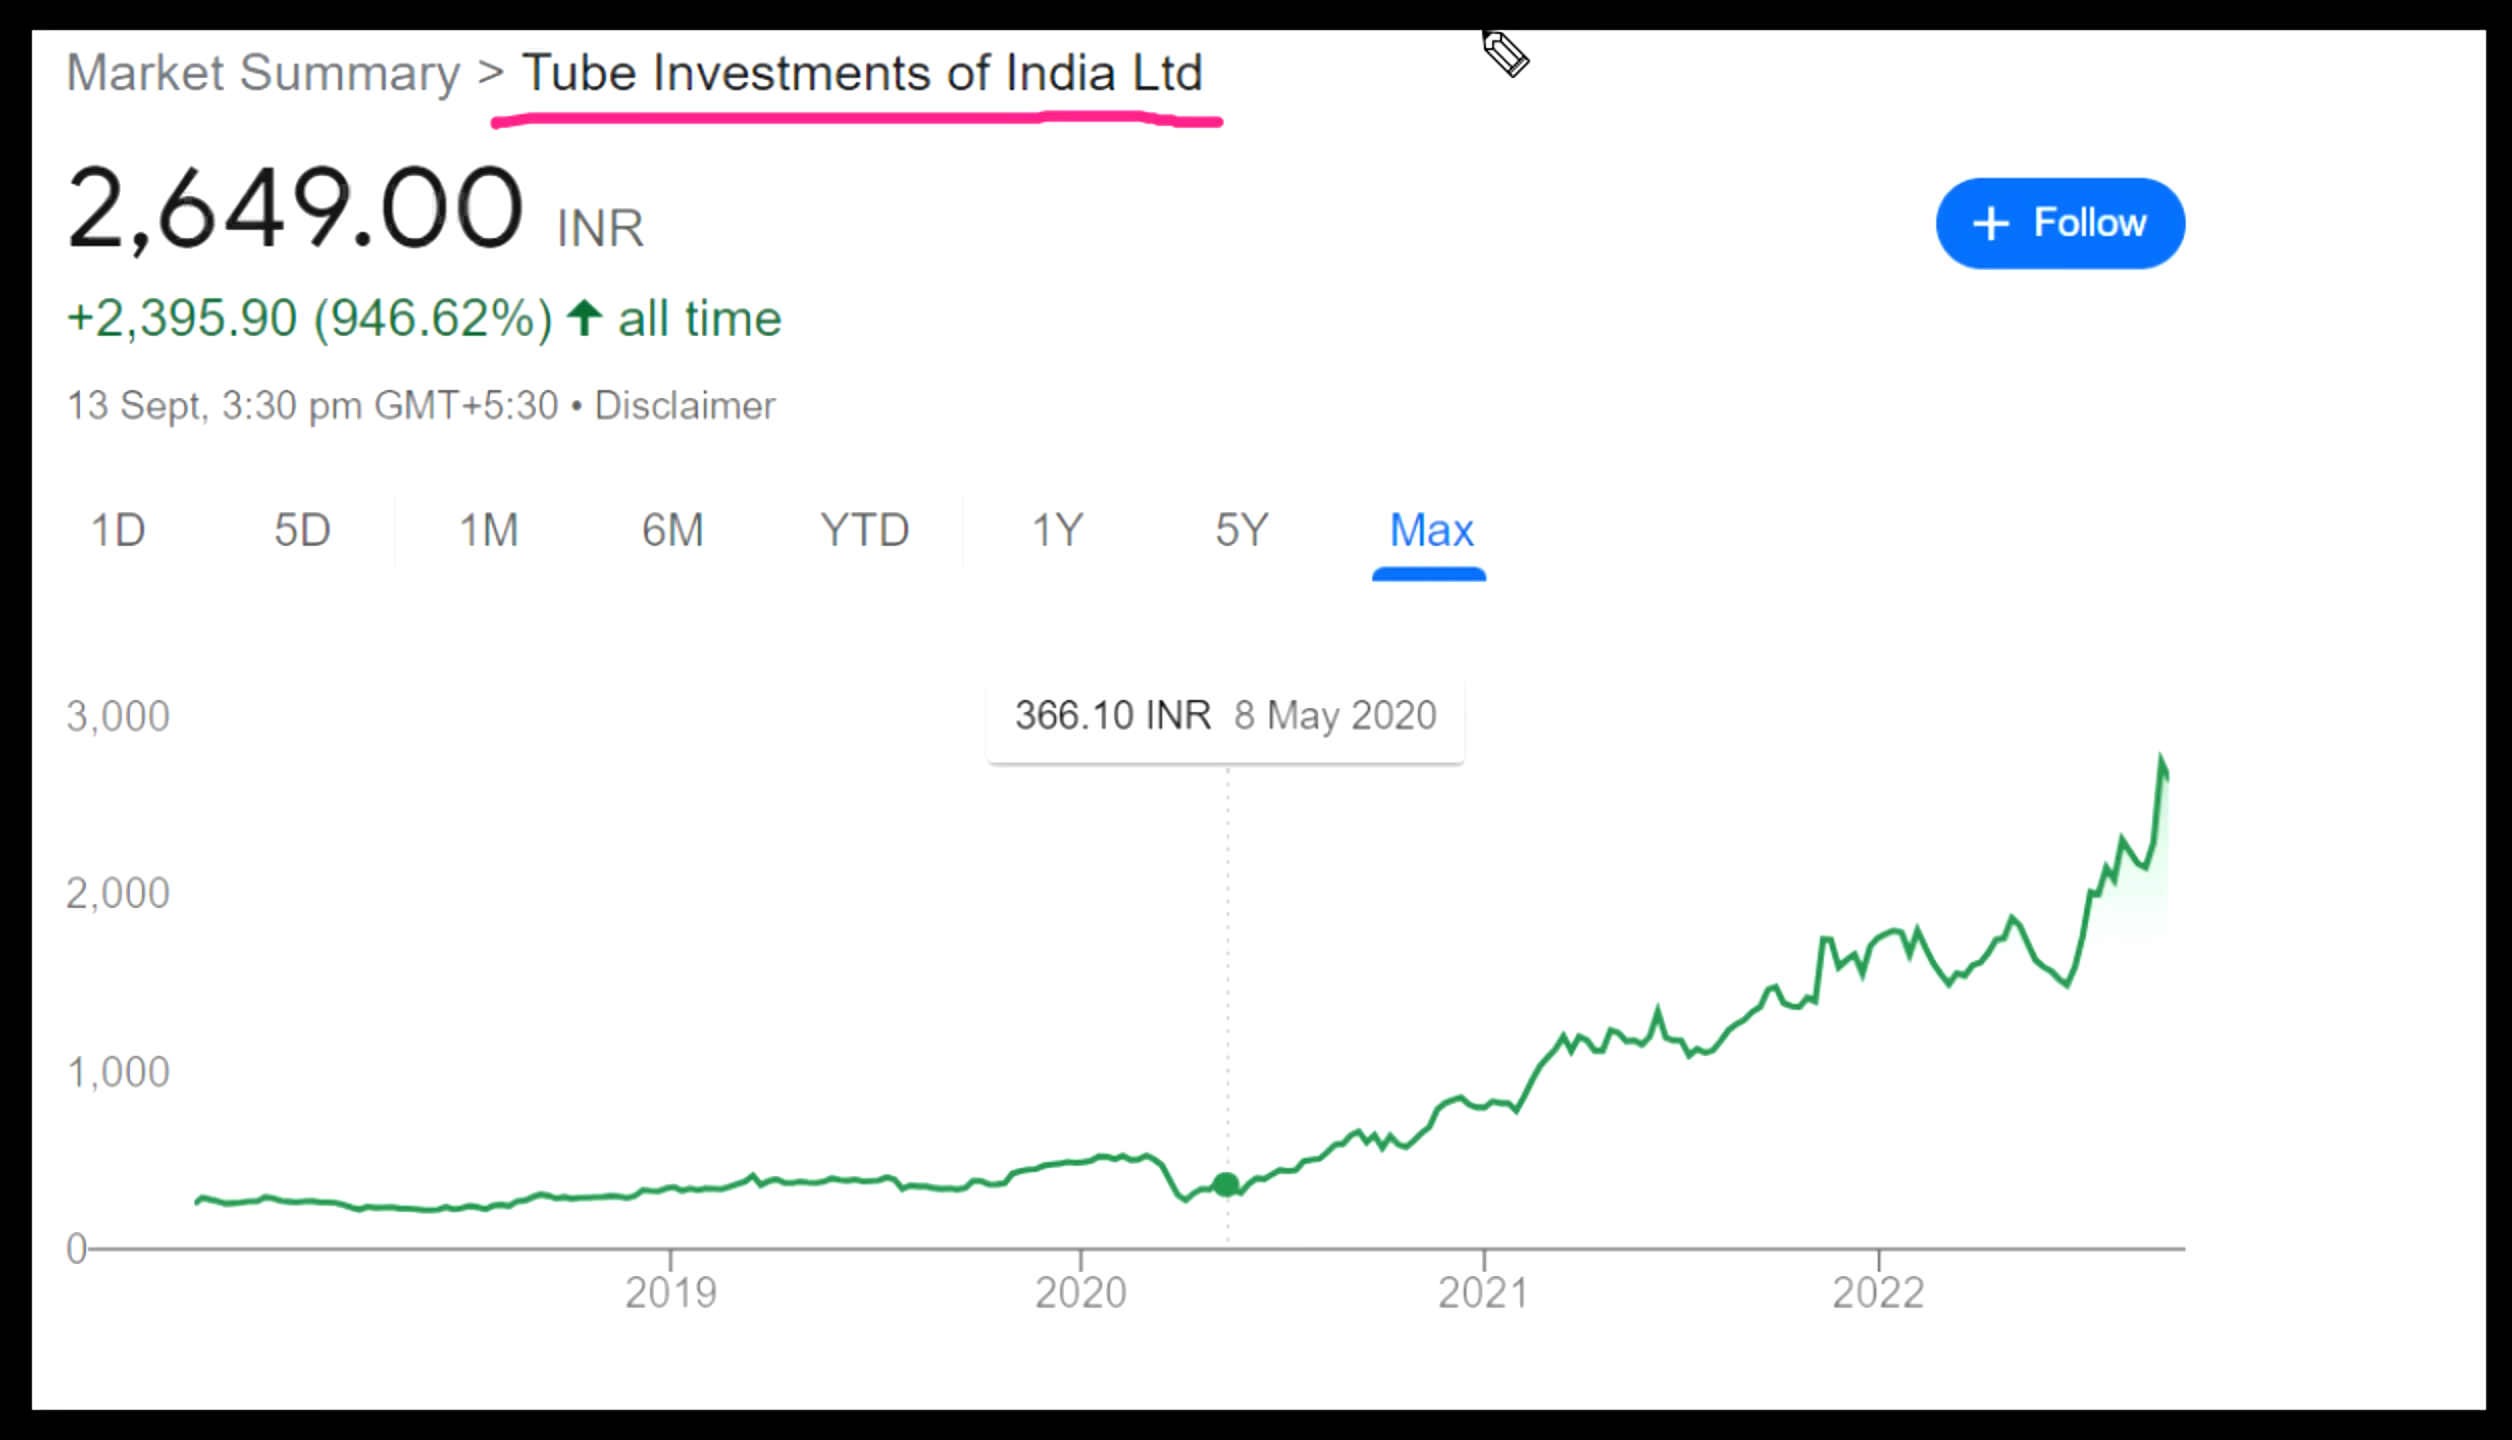 Market Summary > Tube Investments of India Ltd
2,649.00 INR
+ Follow
+2,395.90 (946.62%) ↑ all time
13 Sept, 3:30 pm GMT+5:30 • Disclaimer
1D 5D 1M 6M YTD 1Y 5Y Max
366.10 INR 8 May 2020
3,000
2,000
1,000
0
2019 2020 2021 2022